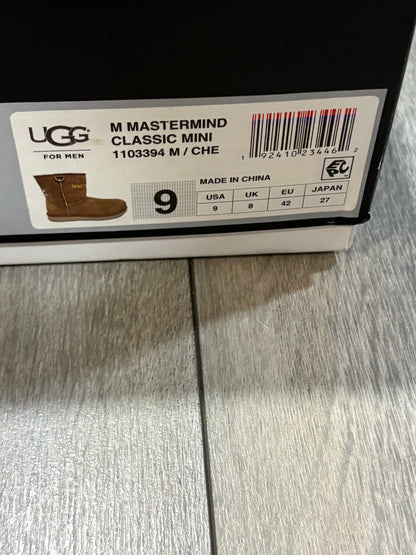 UGG
FOR MEN
M MASTERMIND
CLASSIC MINI
1103394 M / CHE
1 92410 23446 2
MADE IN CHINA
9
USA UK EU JAPAN
9 8 42 27